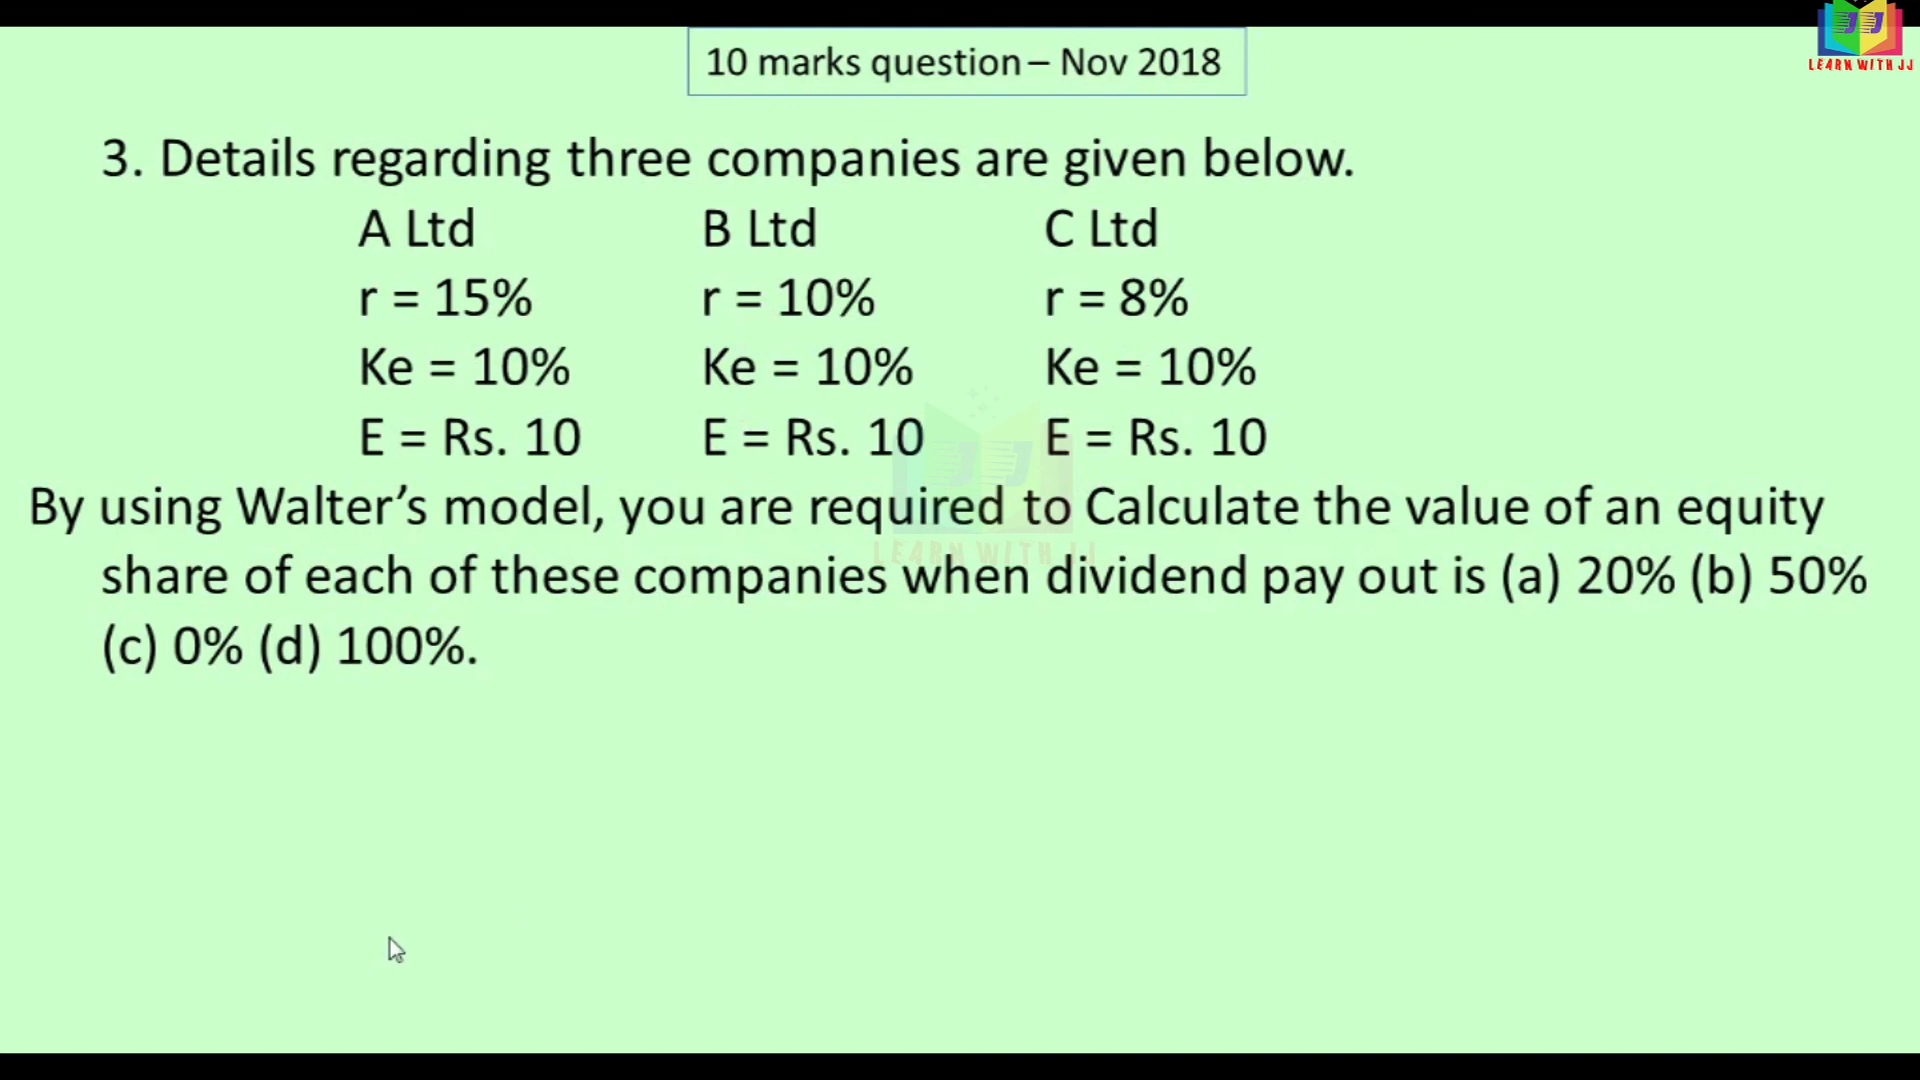 10 marks question – Nov 2018
LEARN WITH JJ
3. Details regarding three companies are given below.
A Ltd B Ltd C Ltd
r = 15% r = 10% r = 8%
Ke = 10% Ke = 10% Ke = 10%
E = Rs. 10 E = Rs. 10 E = Rs. 10
By using Walter’s model, you are required to Calculate the value of an equity
share of each of these companies when dividend pay out is (a) 20% (b) 50%
(c) 0% (d) 100%.
LEARN WITH JJ